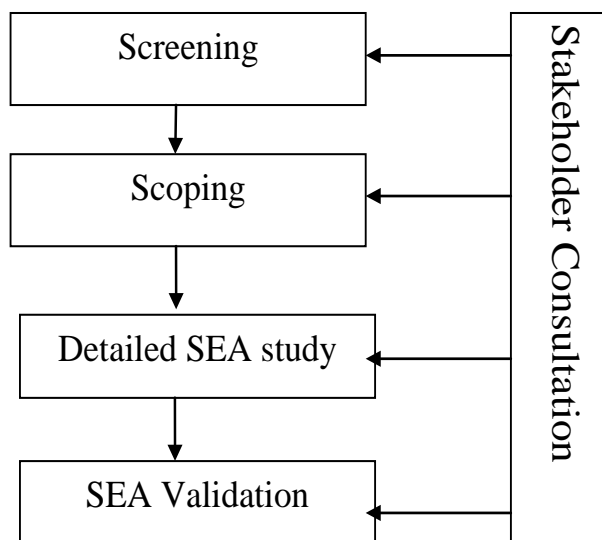 Screening
Scoping
Detailed SEA study
SEA Validation
Stakeholder Consultation